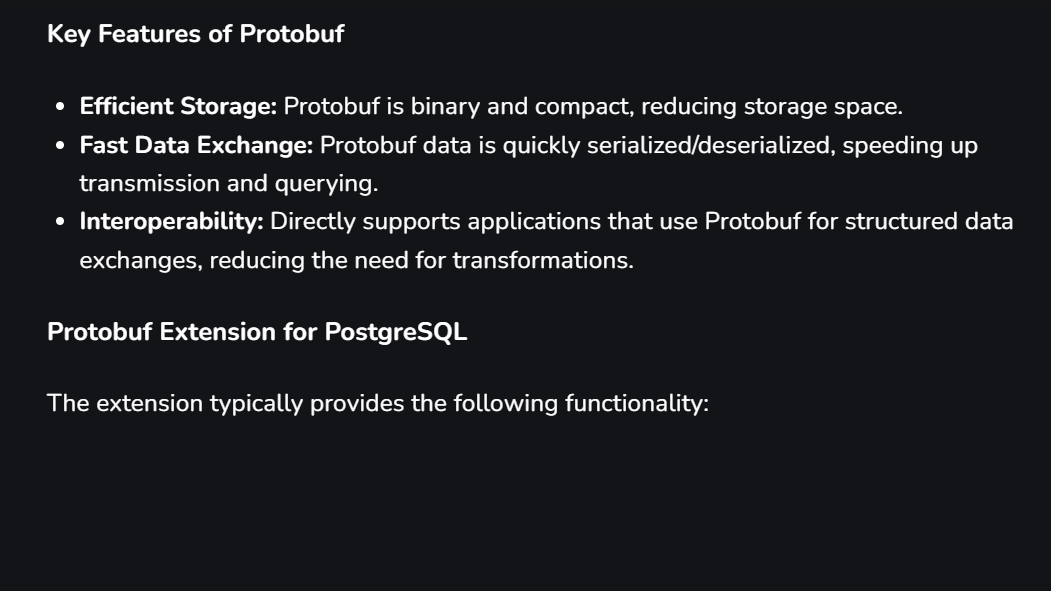 Key Features of Protobuf
• Efficient Storage: Protobuf is binary and compact, reducing storage space.
• Fast Data Exchange: Protobuf data is quickly serialized/deserialized, speeding up
transmission and querying.
• Interoperability: Directly supports applications that use Protobuf for structured data
exchanges, reducing the need for transformations.
Protobuf Extension for PostgreSQL
The extension typically provides the following functionality: